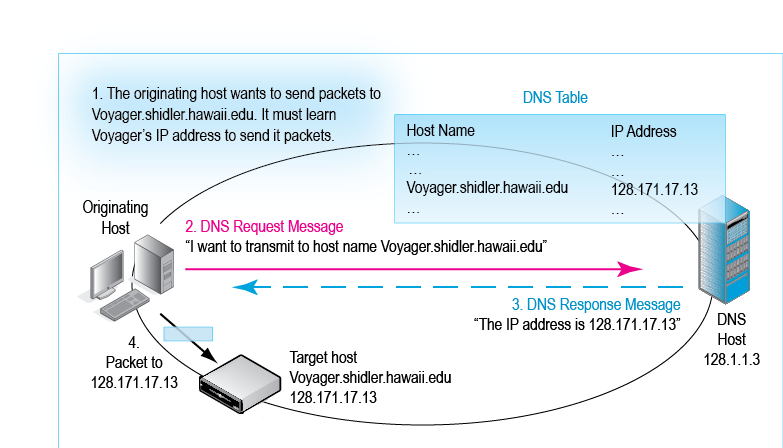 1. The originating host wants to send packets to
Voyager.shidler.hawaii.edu. It must learn
Voyager's IP address to send it packets.
DNS Table
Host Name IP Address
... ...
... ...
Voyager.shidler.hawaii.edu 128.171.17.13
... ...
Originating
Host
2. DNS Request Message
“I want to transmit to host name Voyager.shidler.hawaii.edu”
3. DNS Response Message
“The IP address is 128.171.17.13”
DNS
Host
128.1.1.3
4.
Packet to
128.171.17.13
Target host
Voyager.shidler.hawaii.edu
128.171.17.13